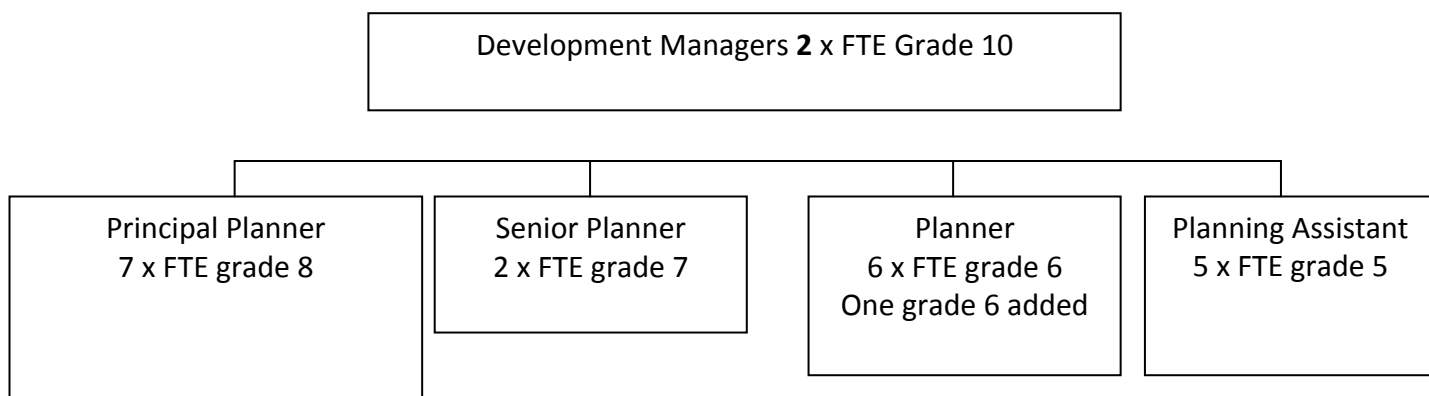 Development Managers 2 x FTE Grade 10
Principal Planner
7 x FTE grade 8
Senior Planner
2 x FTE grade 7
Planner
6 x FTE grade 6
One grade 6 added
Planning Assistant
5 x FTE grade 5